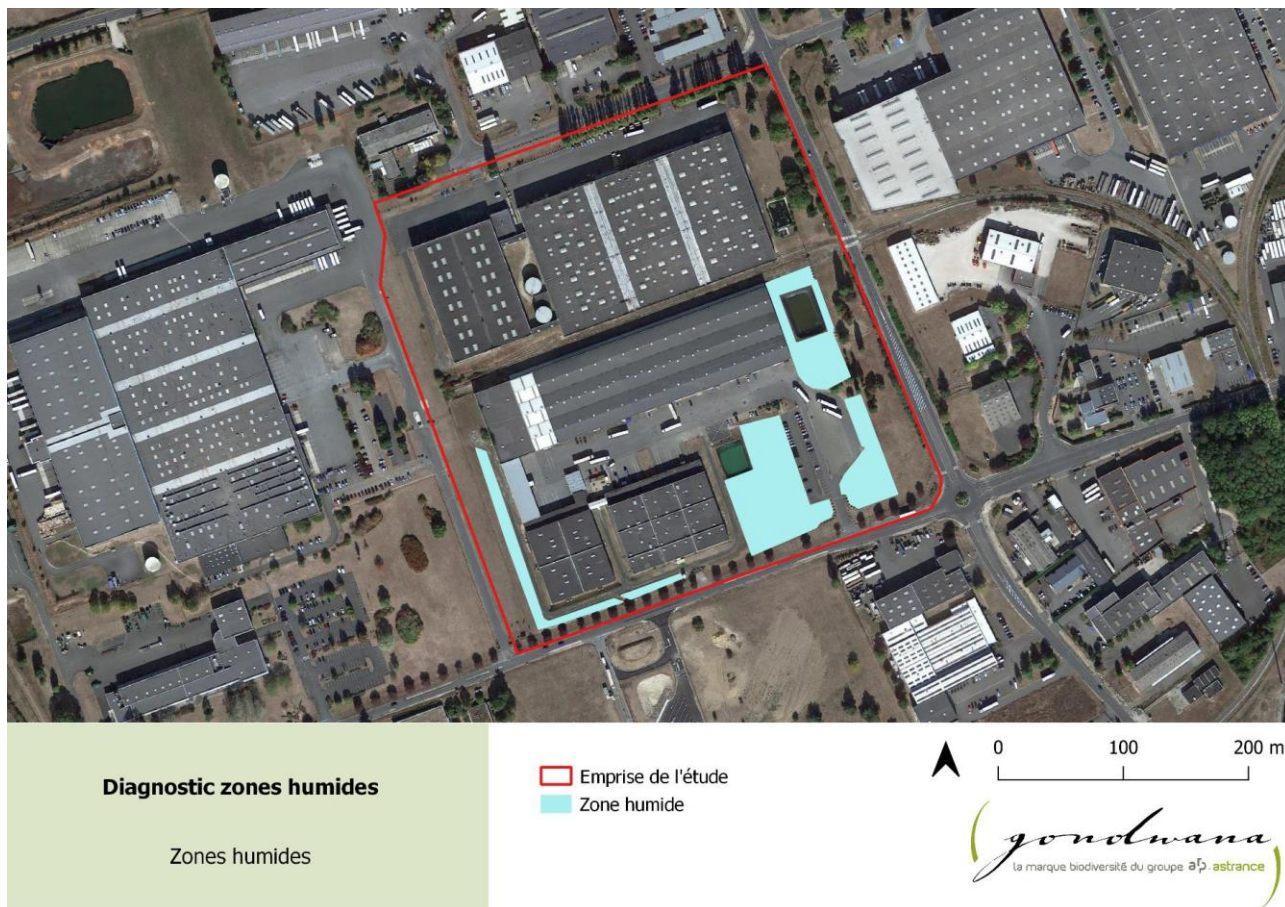 Diagnostic zones humides
Zones humides
Emprise de l'étude
Zone humide
0 100 200 m
gondwana
la marque biodiversité du groupe afp. astrance